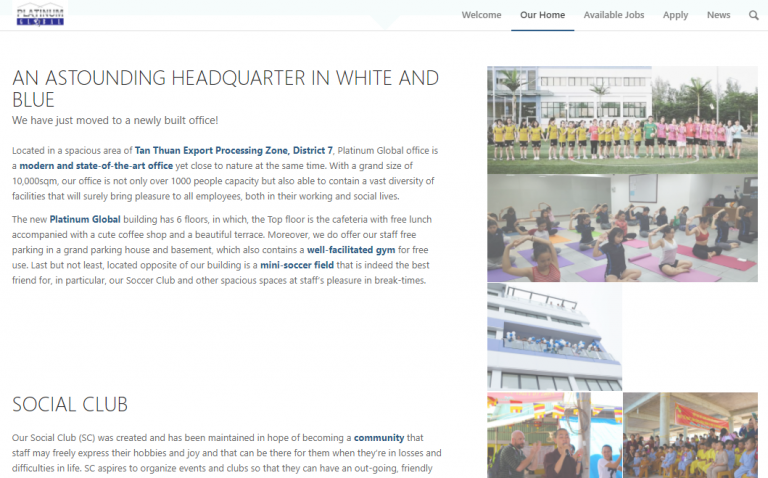 PLATINUM
GLOBAL
Welcome Our Home Available Jobs Apply News
AN ASTOUNDING HEADQUARTER IN WHITE AND
BLUE
We have just moved to a newly built office!
Located in a spacious area of Tan Thuan Export Processing Zone, District 7, Platinum Global office is
a modern and state-of-the-art office yet close to nature at the same time. With a grand size of
10,000sqm, our office is not only over 1000 people capacity but also able to contain a vast diversity of
facilities that will surely bring pleasure to all employees, both in their working and social lives.
The new Platinum Global building has 6 floors, in which, the Top floor is the cafeteria with free lunch
accompanied with a cute coffee shop and a beautiful terrace. Moreover, we do offer our staff free
parking in a grand parking house and basement, which also contains a well-facilitated gym for free
use. Last but not least, located opposite of our building is a mini-soccer field that is indeed the best
friend for, in particular, our Soccer Club and other spacious spaces at staff's pleasure in break-times.
SOCIAL CLUB
Our Social Club (SC) was created and has been maintained in hope of becoming a community that
staff may freely express their hobbies and joy and that can be there for them when they're in losses and
difficulties in life. SC aspires to organize events and clubs so that they can have an out-going, friendly